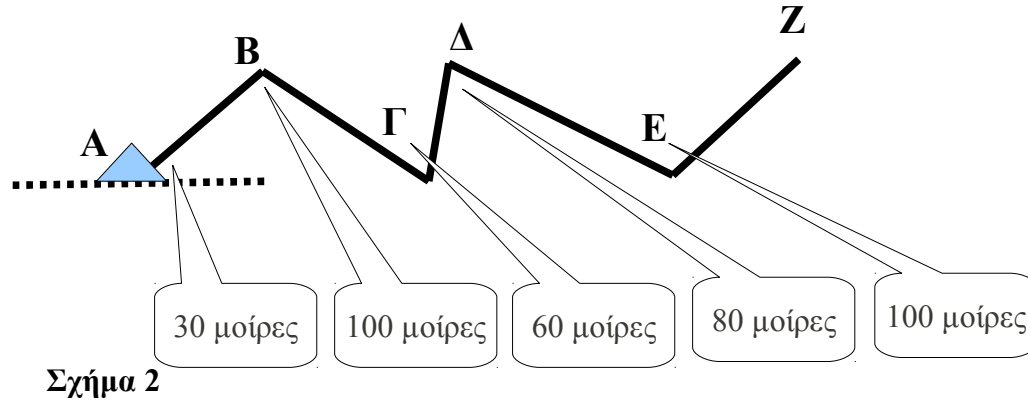 Ζ
Δ
Β
Γ
Ε
Α
30 μοίρες
100 μοίρες
60 μοίρες
80 μοίρες
100 μοίρες
Σχήμα 2